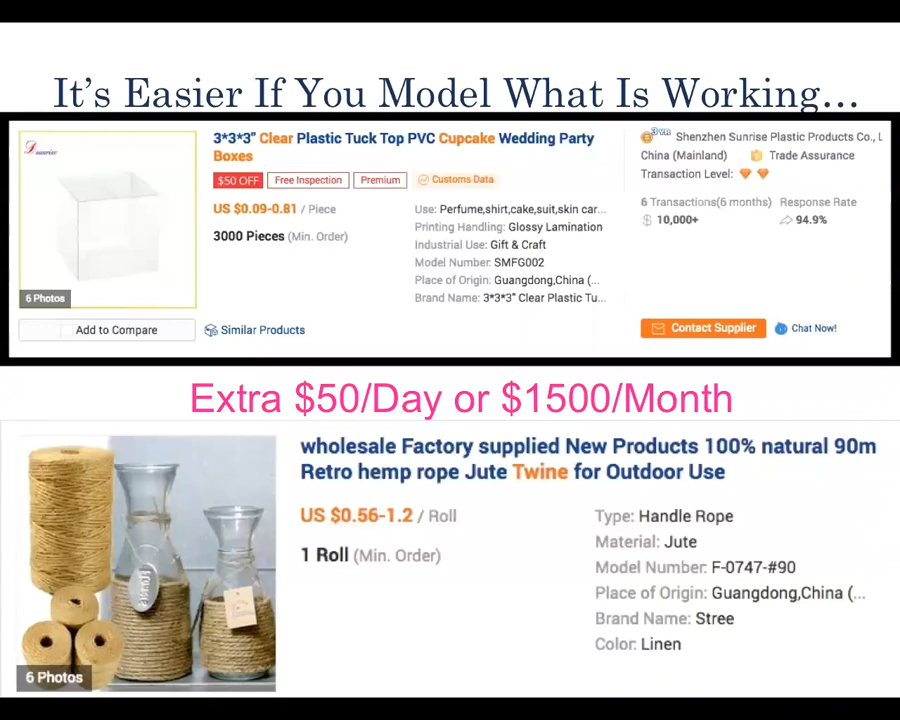 It's Easier If You Model What Is Working...
3*3*3" Clear Plastic Tuck Top PVC Cupcake Wedding Party
Boxes
$50 OFF Free Inspection Premium Customs Data
US $0.09-0.81 / Piece
3000 Pieces (Min. Order)
Use: Perfume,shirt,cake,suit,skin car...
Printing Handling: Glossy Lamination
Industrial Use: Gift & Craft
Model Number: SMFG002
Place of Origin: Guangdong,China (...
Brand Name: 3*3*3" Clear Plastic Tu...
3 YR Shenzhen Sunrise Plastic Products Co., L
China (Mainland) Trade Assurance
Transaction Level:
6 Transactions(6 months) Response Rate
$ 10,000+ 94.9%
6 Photos
Add to Compare Similar Products
Contact Supplier Chat Now!
Extra $50/Day or $1500/Month
wholesale Factory supplied New Products 100% natural 90m
Retro hemp rope Jute Twine for Outdoor Use
US $0.56-1.2 / Roll
1 Roll (Min. Order)
Type: Handle Rope
Material: Jute
Model Number: F-0747-#90
Place of Origin: Guangdong,China (...
Brand Name: Stree
Color: Linen
6 Photos